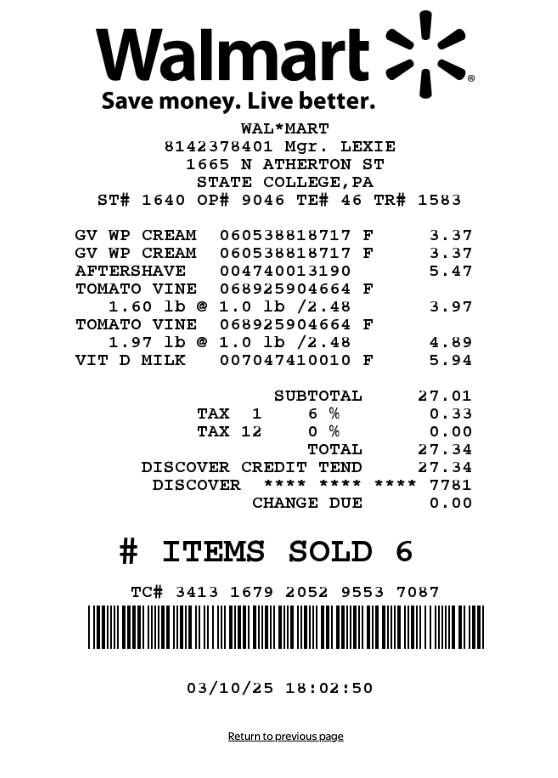 Walmart
Save money. Live better.
WAL*MART
8142378401 Mgr. LEXIE
1665 N ATHERTON ST
STATE COLLEGE,PA
ST# 1640 OP# 9046 TE# 46 TR# 1583
GV WP CREAM 060538818717 F 3.37
GV WP CREAM 060538818717 F 3.37
AFTERSHAVE 004740013190 5.47
TOMATO VINE 068925904664 F
1.60 lb @ 1.0 lb /2.48 3.97
TOMATO VINE 068925904664 F
1.97 lb @ 1.0 lb /2.48 4.89
VIT D MILK 007047410010 F 5.94
SUBTOTAL 27.01
TAX 1 6 % 0.33
TAX 12 0 % 0.00
TOTAL 27.34
DISCOVER CREDIT TEND 27.34
DISCOVER **** **** **** 7781
CHANGE DUE 0.00
# ITEMS SOLD 6
TC# 3413 1679 2052 9553 7087
03/10/25 18:02:50
Return to previous page